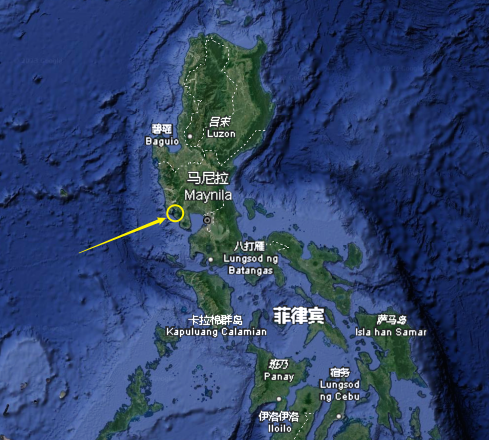 吕宋
Luzon
碧瑶
Baguio
马尼拉
Maynila
八打雁
Lungsod ng
Batangas
卡拉棉群岛
Kapuluang Calamian
菲律宾
萨马岛
Isla han Samar
班乃
Panay
宿务
Lungsod
ng Cebu
伊洛伊洛
Iloilo